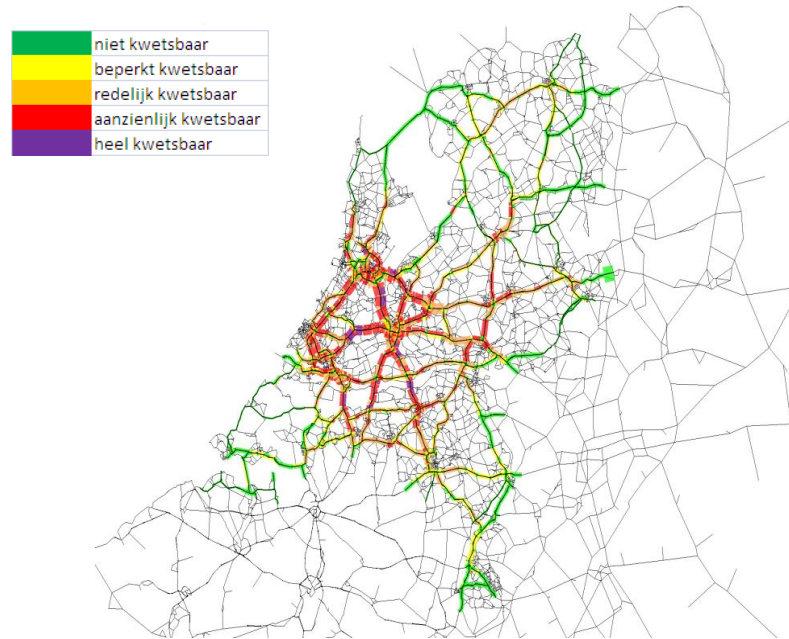 niet kwetsbaar
beperkt kwetsbaar
redelijk kwetsbaar
aanzienlijk kwetsbaar
heel kwetsbaar